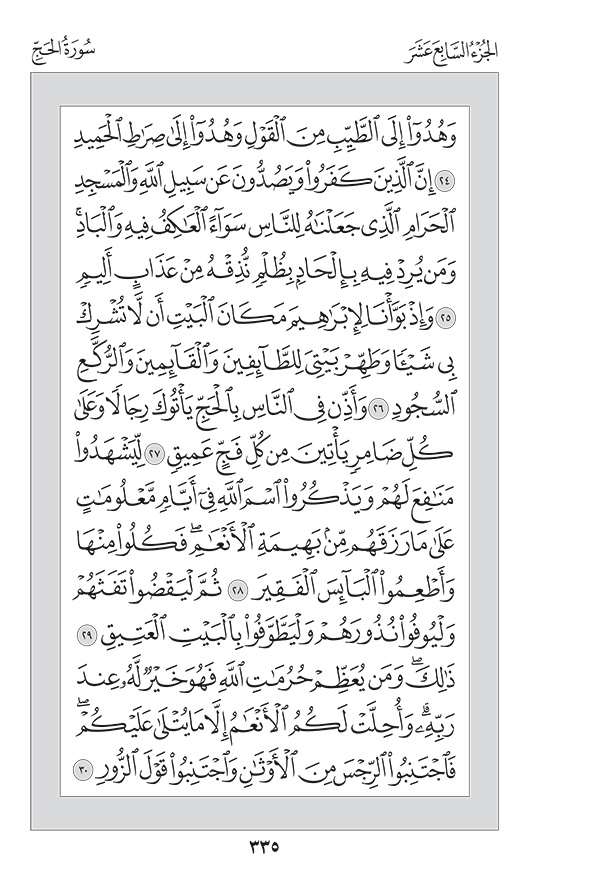 الجُزْءُ السَّابِعَ عَشَرَ
سُورَةُ الحَجِّ
وَهُدُوٓاْ إِلَى ٱلطَّيِّبِ مِنَ ٱلْقَوْلِ وَهُدُوٓاْ إِلَىٰ صِرَٰطِ ٱلْحَمِيدِ
٢٤ إِنَّ ٱلَّذِينَ كَفَرُواْ وَيَصُدُّونَ عَن سَبِيلِ ٱللَّهِ وَٱلْمَسْجِدِ
ٱلْحَرَامِ ٱلَّذِى جَعَلْنَٰهُ لِلنَّاسِ سَوَآءً ٱلْعَٰكِفُ فِيهِ وَٱلْبَادِۚ
وَمَن يُرِدْ فِيهِ بِإِلْحَادٍۭ بِظُلْمٍ نُّذِقْهُ مِنْ عَذَابٍ أَلِيمٍ
٢٥ وَإِذْ بَوَّأْنَا لِإِبْرَٰهِيمَ مَكَانَ ٱلْبَيْتِ أَن لَّا تُشْرِكْ
بِى شَيْـًٔا وَطَهِّرْ بَيْتِىَ لِلطَّآئِفِينَ وَٱلْقَآئِمِينَ وَٱلرُّكَّعِ
ٱلسُّجُودِ ٢٦ وَأَذِّن فِى ٱلنَّاسِ بِٱلْحَجِّ يَأْتُوكَ رِجَالًا وَعَلَىٰ
كُلِّ ضَامِرٍ يَأْتِينَ مِن كُلِّ فَجٍّ عَمِيقٍ ٢٧ لِّيَشْهَدُواْ
مَنَٰفِعَ لَهُمْ وَيَذْكُرُواْ ٱسْمَ ٱللَّهِ فِىٓ أَيَّامٍ مَّعْلُومَٰتٍ
عَلَىٰ مَا رَزَقَهُم مِّنۢ بَهِيمَةِ ٱلْأَنْعَٰمِۖ فَكُلُواْ مِنْهَا
وَأَطْعِمُواْ ٱلْبَآئِسَ ٱلْفَقِيرَ ٢٨ ثُمَّ لْيَقْضُواْ تَفَثَهُمْ
وَلْيُوفُواْ نُذُورَهُمْ وَلْيَطَّوَّفُواْ بِٱلْبَيْتِ ٱلْعَتِيقِ ٢٩
ذَٰلِكَۖ وَمَن يُعَظِّمْ حُرُمَٰتِ ٱللَّهِ فَهُوَ خَيْرٌ لَّهُۥ عِندَ
رَبِّهِۦۗ وَأُحِلَّتْ لَكُمُ ٱلْأَنْعَٰمُ إِلَّا مَا يُتْلَىٰ عَلَيْكُمْۖ
فَٱجْتَنِبُواْ ٱلرِّجْسَ مِنَ ٱلْأَوْثَٰنِ وَٱجْتَنِبُواْ قَوْلَ ٱلزُّورِ ٣٠
٣٣٥